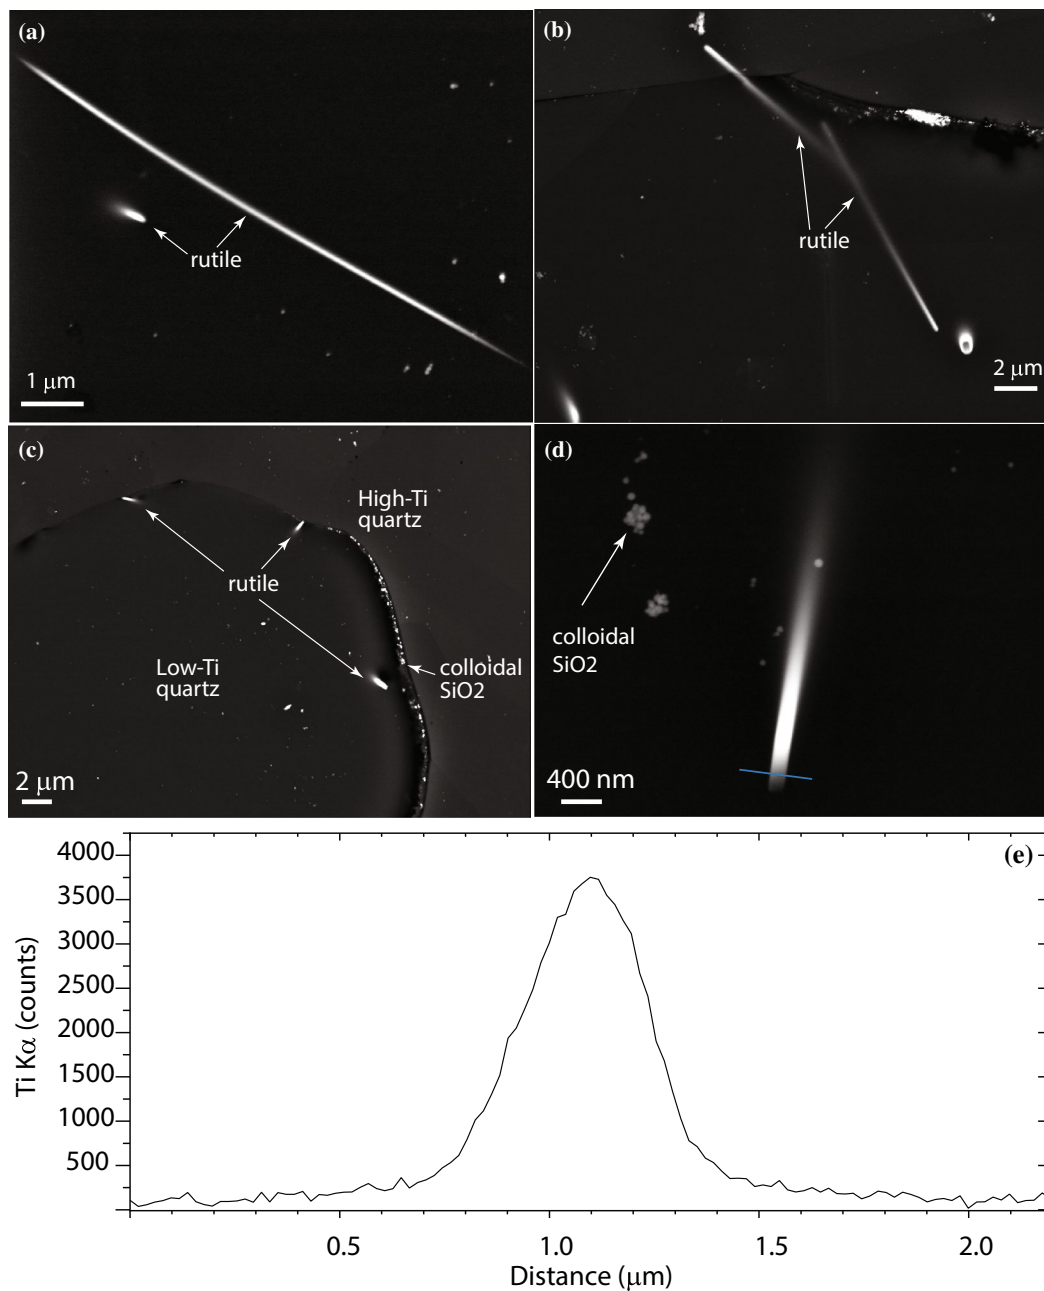 (a)
rutile
1 μm
(b)
rutile
2 μm
(c)
High-Ti
quartz
rutile
Low-Ti
quartz
colloidal
SiO2
2 μm
(d)
colloidal
SiO2
400 nm
(e)
4000
3500
3000
2500
2000
1500
1000
500
Ti Kα (counts)
0.5
1.0
1.5
2.0
Distance (μm)